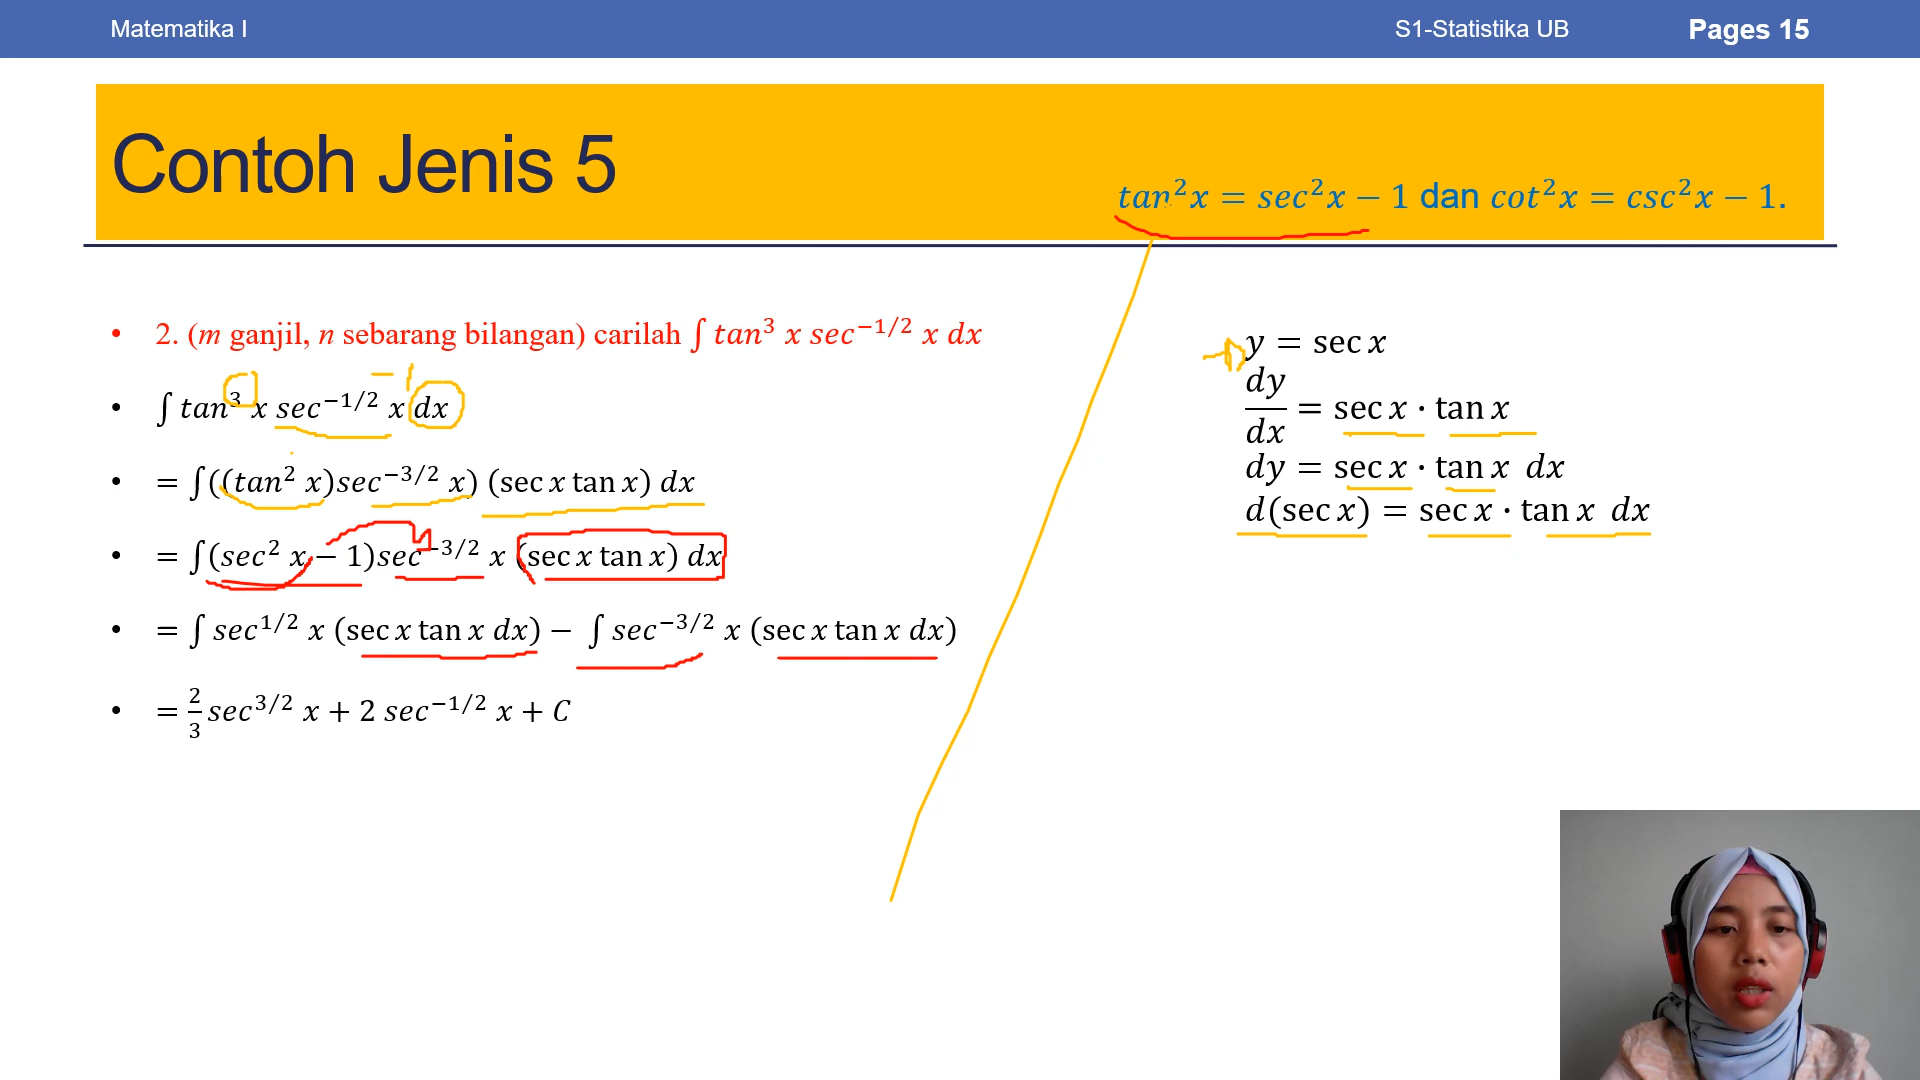 Matematika I
S1-Statistika UB
Pages 15
Contoh Jenis 5
tan²x = sec²x − 1 dan cot²x = csc²x − 1.
• 2. (m ganjil, n sebarang bilangan) carilah ∫ tan³ x sec^(−1/2) x dx
• ∫ tan³ x sec^(−1/2) x dx
• = ∫((tan² x)sec^(−3/2) x) (sec x tan x) dx
• = ∫(sec² x − 1)sec^(−3/2) x (sec x tan x) dx
• = ∫ sec^(1/2) x (sec x tan x dx) − ∫ sec^(−3/2) x (sec x tan x dx)
• = 2/3 sec^(3/2) x + 2 sec^(−1/2) x + C
y = sec x
dy/dx = sec x · tan x
dy = sec x · tan x dx
d(sec x) = sec x · tan x dx